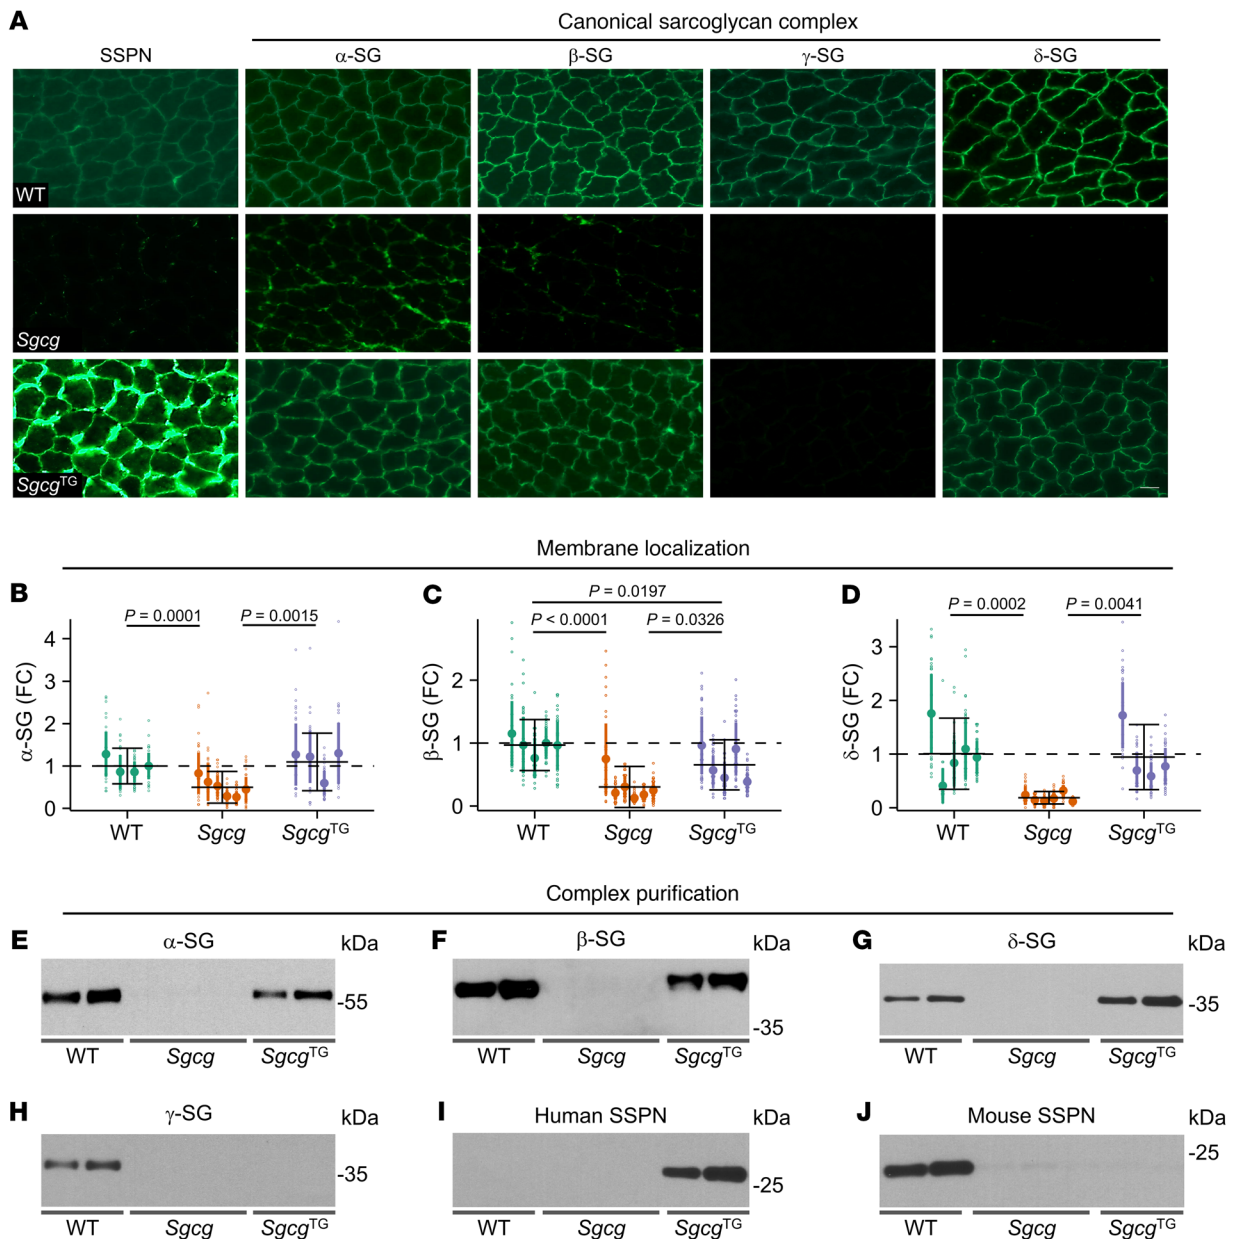 A
Canonical sarcoglycan complex
SSPN
α-SG
β-SG
γ-SG
δ-SG
WT
Sgcg
SgcgTG
Membrane localization
B
P = 0.0001
P = 0.0015
α-SG (FC)
4
3
2
1
0
WT
Sgcg
SgcgTG
C
P = 0.0197
P < 0.0001
P = 0.0326
β-SG (FC)
2
1
0
WT
Sgcg
SgcgTG
D
P = 0.0002
P = 0.0041
δ-SG (FC)
3
2
1
0
WT
Sgcg
SgcgTG
Complex purification
E
α-SG
kDa
-55
WT
Sgcg
SgcgTG
F
β-SG
kDa
-35
WT
Sgcg
SgcgTG
G
δ-SG
kDa
-35
WT
Sgcg
SgcgTG
H
γ-SG
kDa
-35
WT
Sgcg
SgcgTG
I
Human SSPN
kDa
-25
WT
Sgcg
SgcgTG
J
Mouse SSPN
kDa
-25
WT
Sgcg
SgcgTG